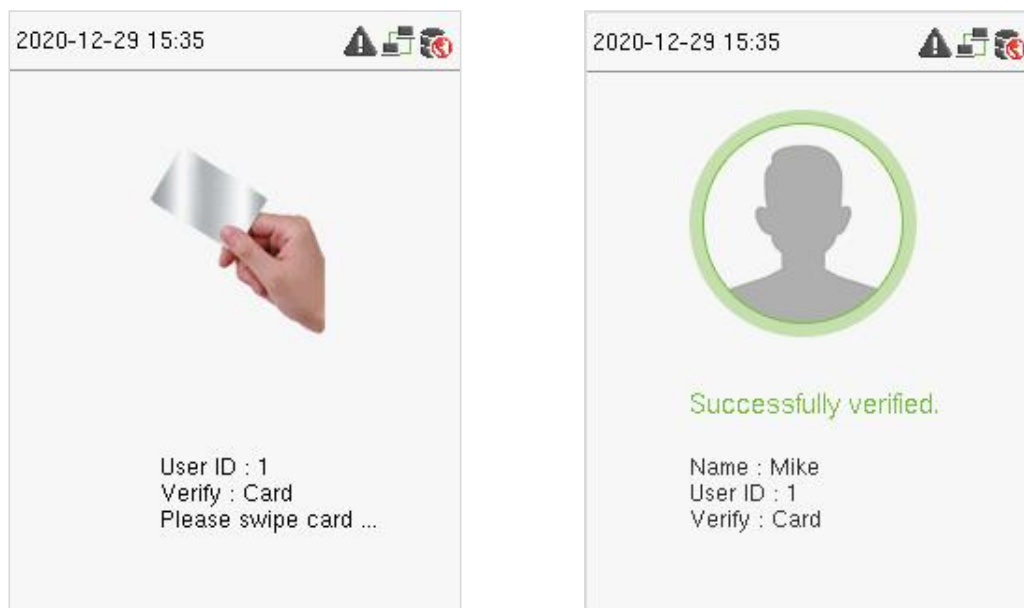 2020-12-29 15:35
User ID : 1
Verify : Card
Please swipe card ...
2020-12-29 15:35
Successfully verified.
Name : Mike
User ID : 1
Verify : Card